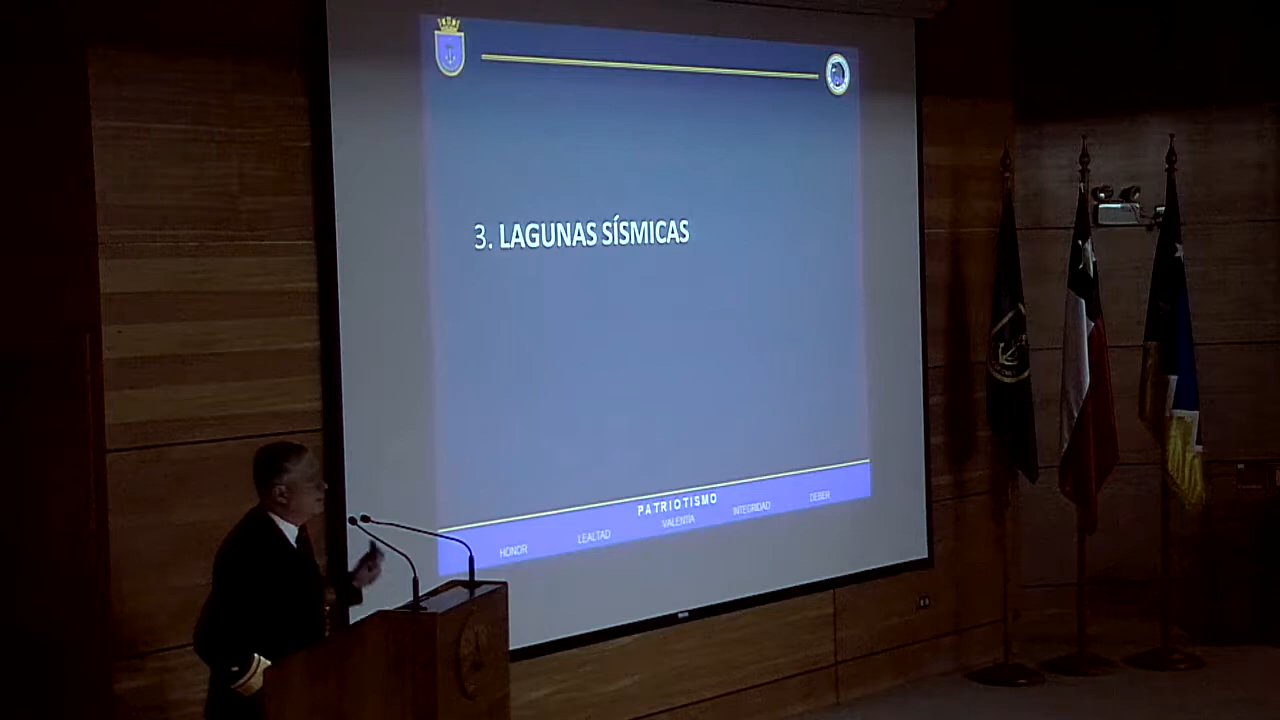 3. LAGUNAS SÍSMICAS
PATRIOTISMO
HONOR LEALTAD VALENTÍA INTEGRIDAD DEBER